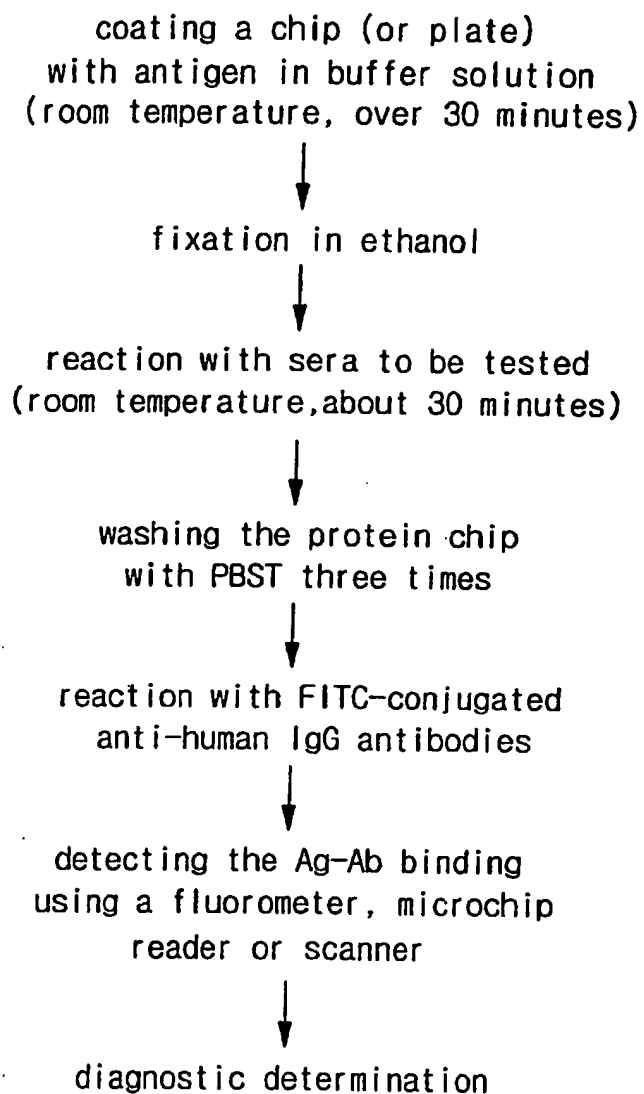 coating a chip (or plate)
with antigen in buffer solution
(room temperature, over 30 minutes)
fixation in ethanol
reaction with sera to be tested
(room temperature,about 30 minutes)
washing the protein chip
with PBST three times
reaction with FITC-conjugated
anti-human IgG antibodies
detecting the Ag-Ab binding
using a fluorometer, microchip
reader or scanner
diagnostic determination